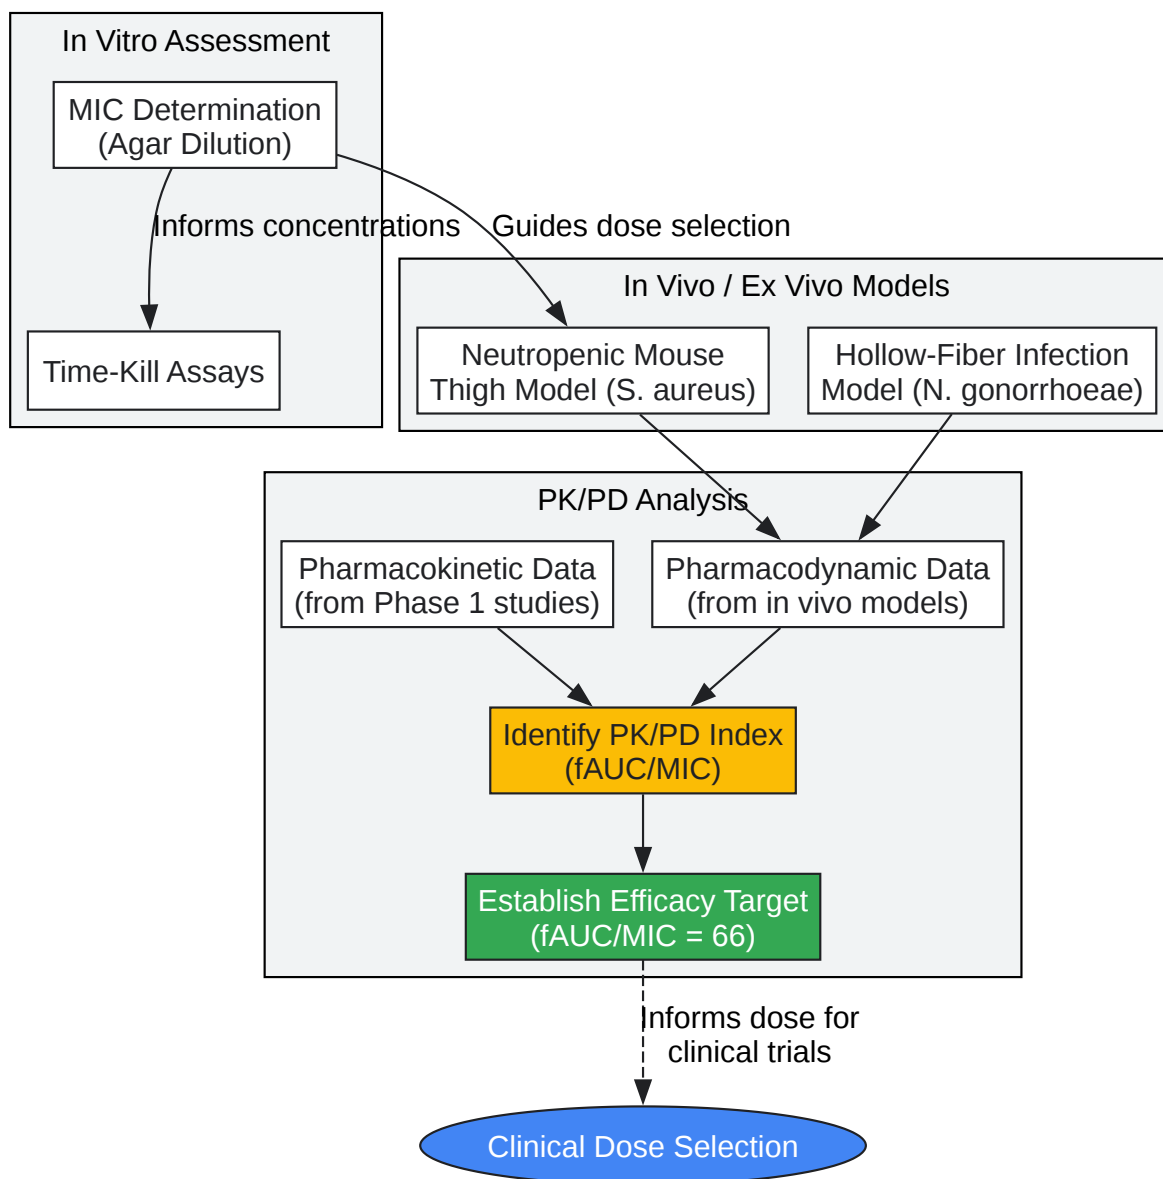 In Vitro Assessment
MIC Determination
(Agar Dilution)
Informs concentrations
Guides dose selection
Time-Kill Assays
In Vivo / Ex Vivo Models
Neutropenic Mouse
Thigh Model (S. aureus)
Hollow-Fiber Infection
Model (N. gonorrhoeae)
PK/PD Analysis
Pharmacokinetic Data
(from Phase 1 studies)
Pharmacodynamic Data
(from in vivo models)
Identify PK/PD Index
(fAUC/MIC)
Establish Efficacy Target
(fAUC/MIC = 66)
Informs dose for
clinical trials
Clinical Dose Selection